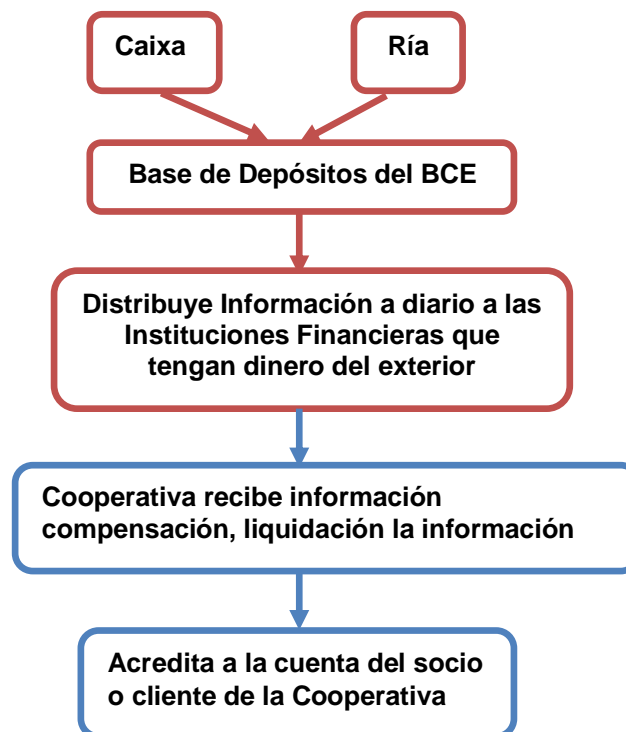 Caixa
Ría
Base de Depósitos del BCE
Distribuye Información a diario a las
Instituciones Financieras que
tengan dinero del exterior
Cooperativa recibe información
compensación, liquidación la información
Acredita a la cuenta del socio
o cliente de la Cooperativa